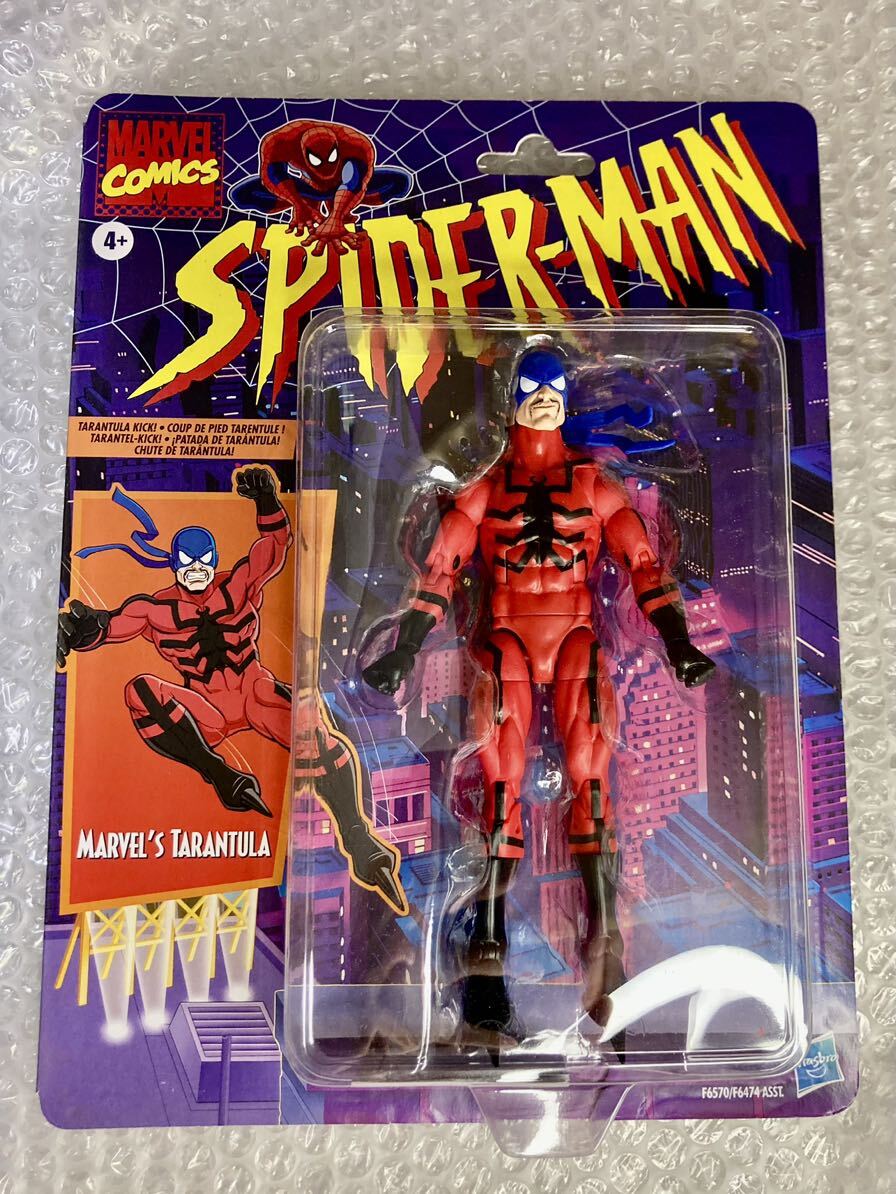 MARVEL
COMICS
M
4+
SPIDER-MAN
TARANTULA KICK! • COUP DE PIED TARENTULE !
TARANTEL-KICK! • ¡PATADA DE TARÁNTULA!
CHUTE DE TARÂNTULA!
MARVEL'S TARANTULA
Hasbro
F6570/F6474 ASST.